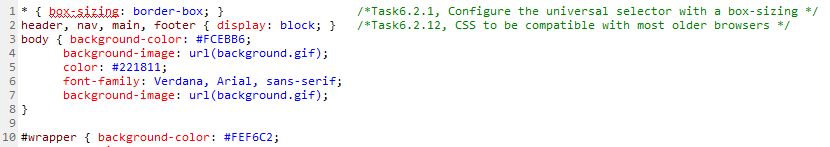 1 * { box-sizing: border-box; } /*Task6.2.1, Configure the universal selector with a box-sizing */
2 header, nav, main, footer { display: block; } /*Task6.2.12, CSS to be compatible with most older browsers */
3 body { background-color: #FCEBB6;
4 background-image: url(background.gif);
5 color: #221811;
6 font-family: Verdana, Arial, sans-serif;
7 background-image: url(background.gif);
8 }
9
10 #wrapper { background-color: #FEF6C2;